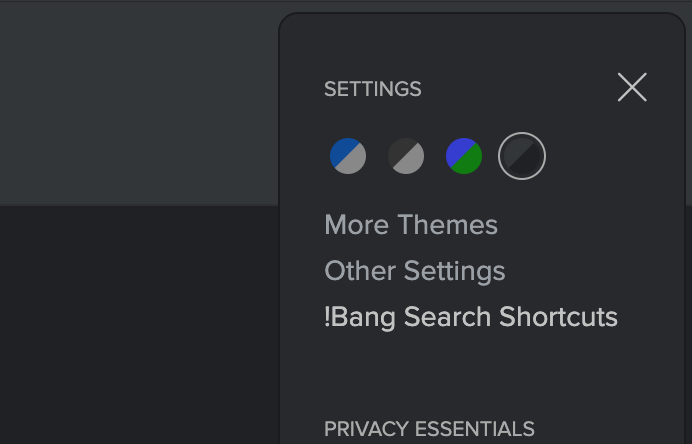 SETTINGS
More Themes
Other Settings
!Bang Search Shortcuts
PRIVACY ESSENTIALS